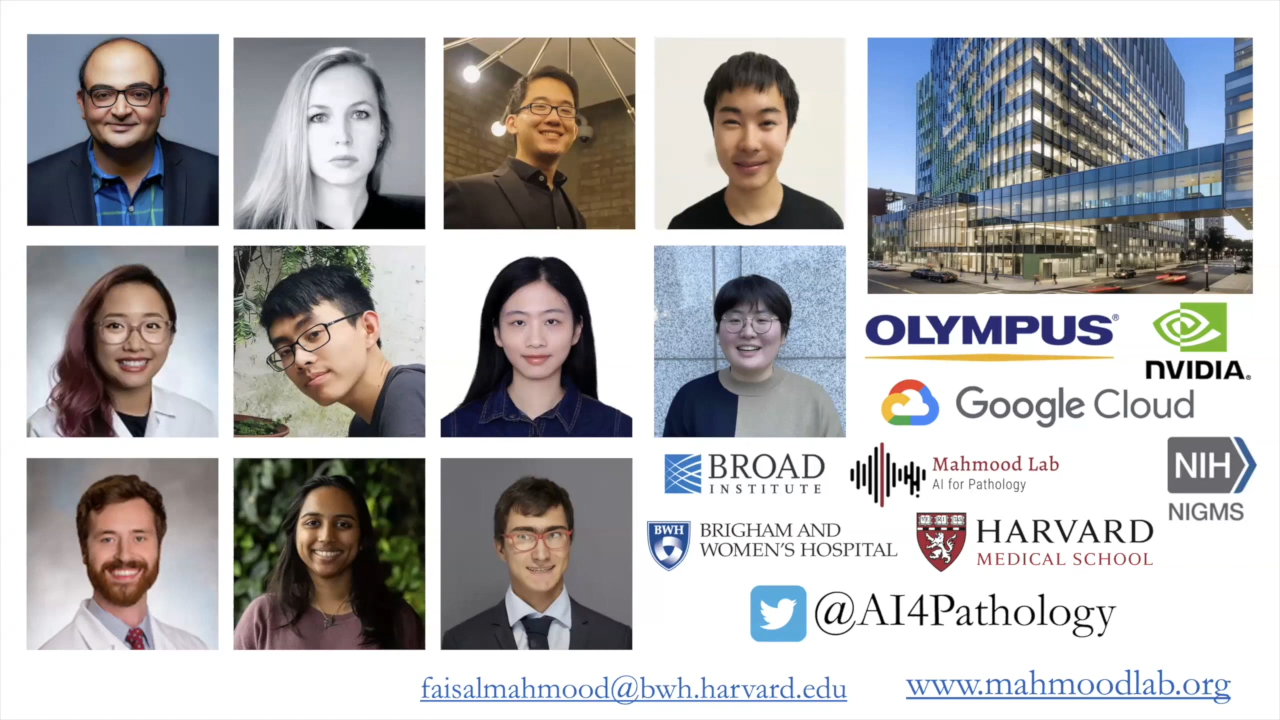 OLYMPUS®
NVIDIA®
Google Cloud
BROAD
INSTITUTE
Mahmood Lab
AI for Pathology
NIH
NIGMS
BWH
BRIGHAM AND
WOMEN'S HOSPITAL
HARVARD
MEDICAL SCHOOL
@AI4Pathology
faisalmahmood@bwh.harvard.edu
www.mahmoodlab.org